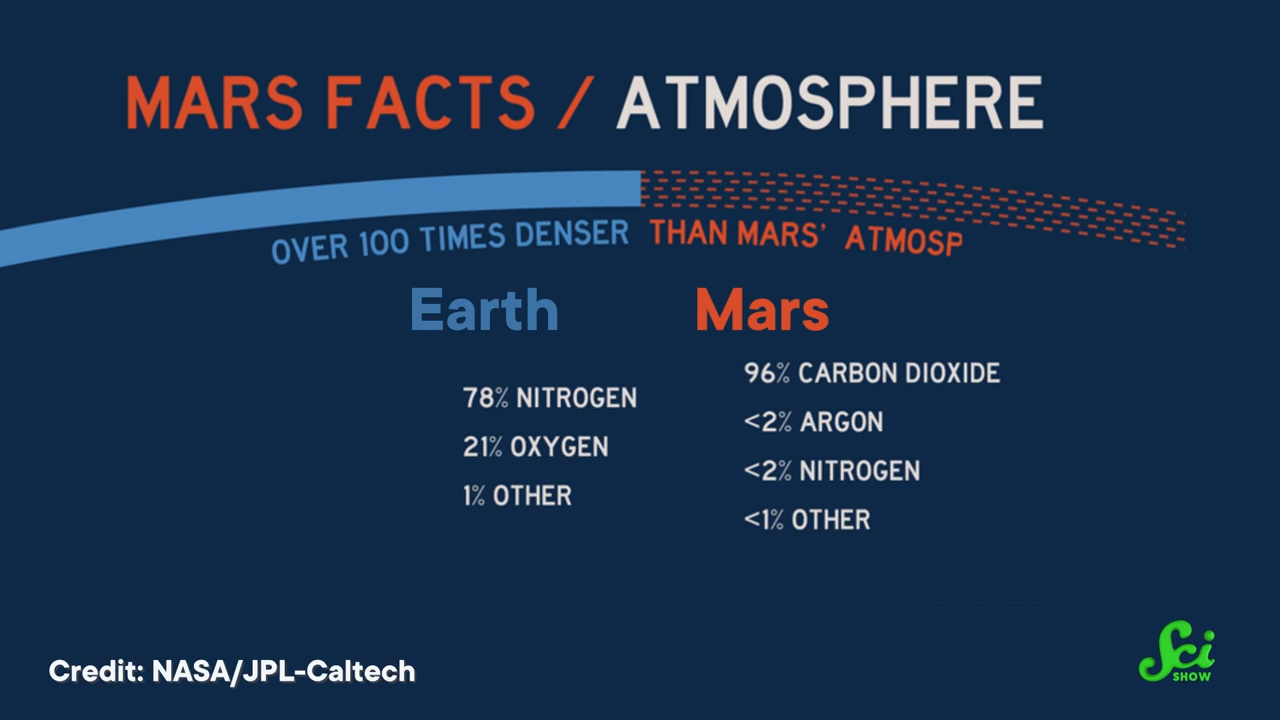 MARS FACTS / ATMOSPHERE
OVER 100 TIMES DENSER THAN MARS' ATMOSP
Earth
78% NITROGEN
21% OXYGEN
1% OTHER
Mars
96% CARBON DIOXIDE
<2% ARGON
<2% NITROGEN
<1% OTHER
Credit: NASA/JPL-Caltech
Sci
SHOW